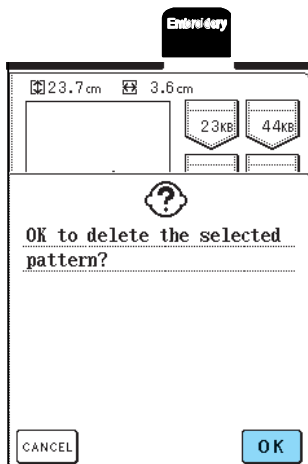 Embroidery
23.7cm 3.6cm
23KB 44KB
OK to delete the selected
pattern?
CANCEL OK